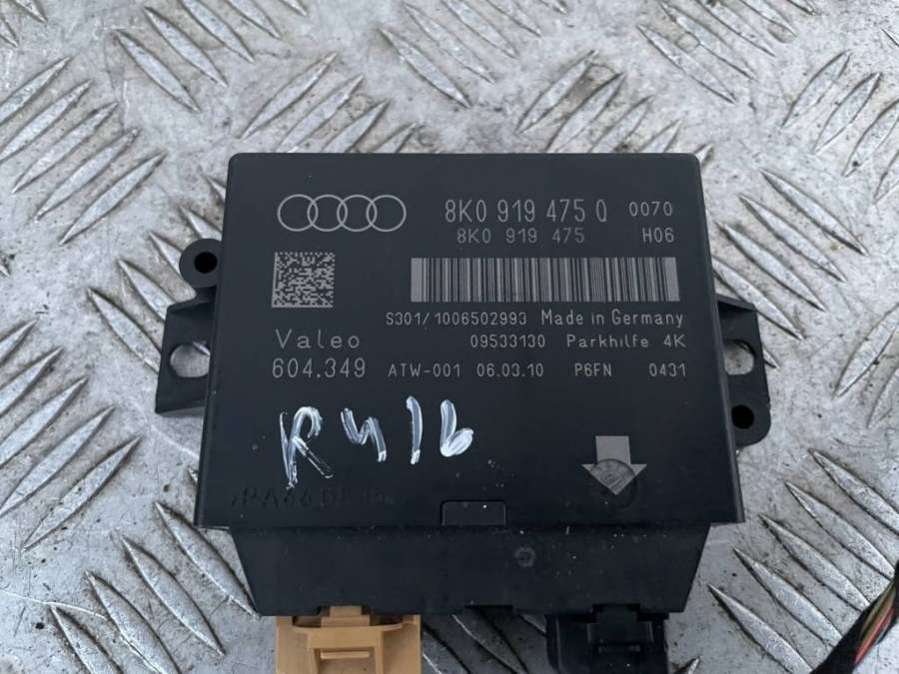 8K0 919 475 Q 0070
8K0 919 475 H06
S301/1006502993 Made in Germany
Valeo 09533130 Parkhilfe 4K
604.349 ATW-001 06.03.10 P6FN 0431
R416